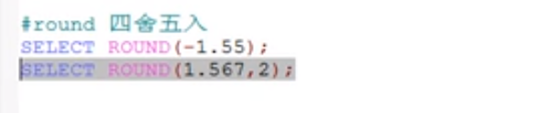 #round 四舍五入
SELECT ROUND(-1.55);
SELECT ROUND(1.567,2);